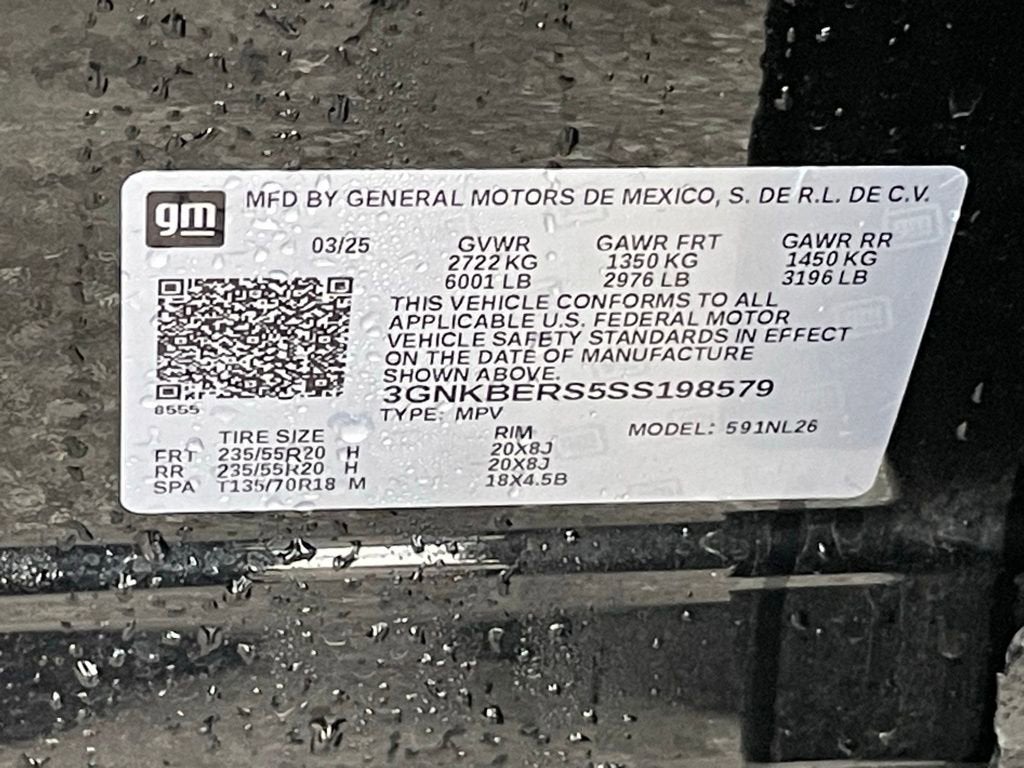 gm
MFD BY GENERAL MOTORS DE MEXICO, S. DE R.L. DE C.V.
03/25 GVWR GAWR FRT GAWR RR
2722 KG 1350 KG 1450 KG
6001 LB 2976 LB 3196 LB
THIS VEHICLE CONFORMS TO ALL
APPLICABLE U.S. FEDERAL MOTOR
VEHICLE SAFETY STANDARDS IN EFFECT
ON THE DATE OF MANUFACTURE
SHOWN ABOVE.
3GNKBERS5SS198579
8555
TYPE: MPV
TIRE SIZE RIM MODEL: 591NL26
FRT 235/55R20 H 20X8J
RR 235/55R20 H 20X8J
SPA T135/70R18 M 18X4.5B